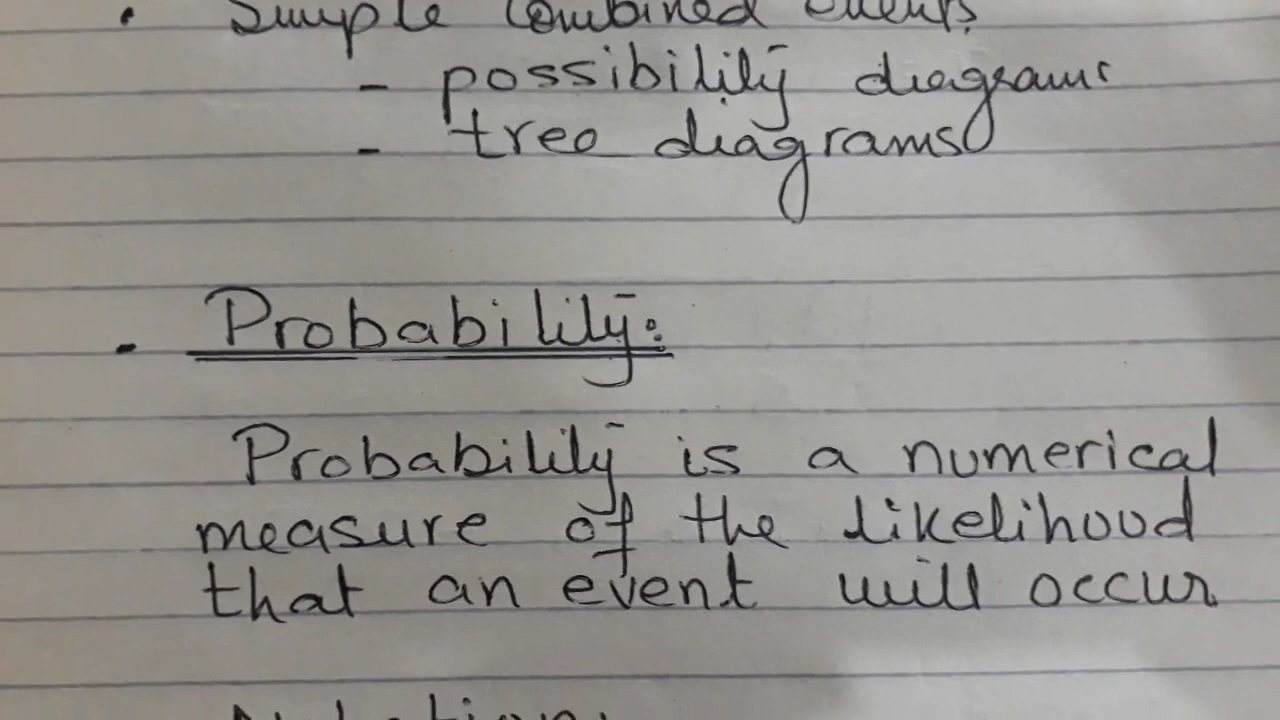 • Simple Combined events
- possibility diagrams
- tree diagrams
• Probability:
Probability is a numerical
measure of the likelihood
that an event will occur
Notation: